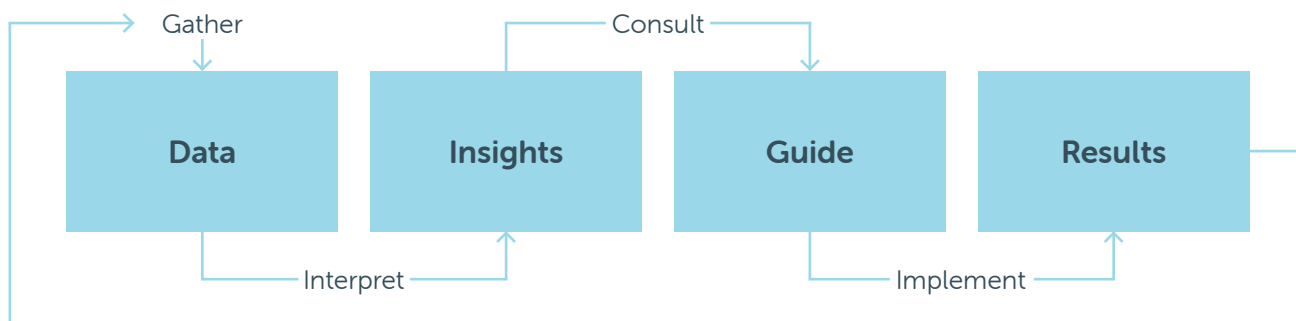 Gather
Consult
Data
Insights
Guide
Results
Interpret
Implement